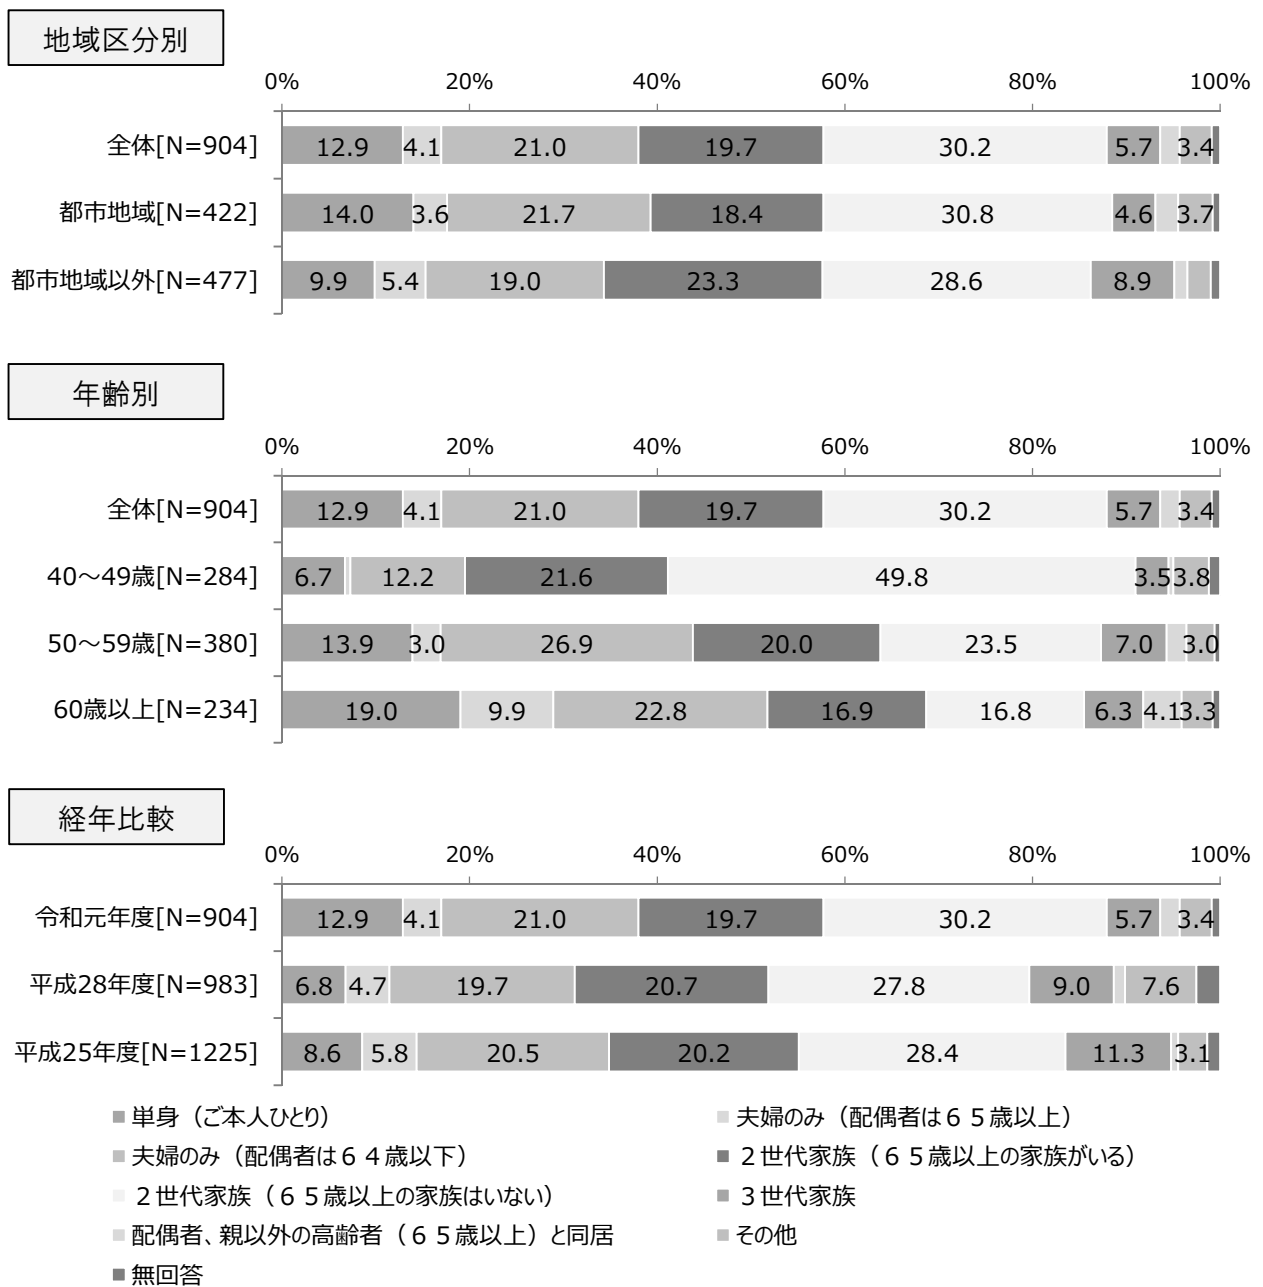 地域区分別
0% 20% 40% 60% 80% 100%
全体[N=904] 12.9 4.1 21.0 19.7 30.2 5.7 3.4
都市地域[N=422] 14.0 3.6 21.7 18.4 30.8 4.6 3.7
都市地域以外[N=477] 9.9 5.4 19.0 23.3 28.6 8.9
年齢別
0% 20% 40% 60% 80% 100%
全体[N=904] 12.9 4.1 21.0 19.7 30.2 5.7 3.4
40～49歳[N=284] 6.7 12.2 21.6 49.8 3.5 3.8
50～59歳[N=380] 13.9 3.0 26.9 20.0 23.5 7.0 3.0
60歳以上[N=234] 19.0 9.9 22.8 16.9 16.8 6.3 4.1 3.3
経年比較
0% 20% 40% 60% 80% 100%
令和元年度[N=904] 12.9 4.1 21.0 19.7 30.2 5.7 3.4
平成28年度[N=983] 6.8 4.7 19.7 20.7 27.8 9.0 7.6
平成25年度[N=1225] 8.6 5.8 20.5 20.2 28.4 11.3 3.1
単身（ご本人ひとり） 夫婦のみ（配偶者は６５歳以上）
夫婦のみ（配偶者は６４歳以下） ２世代家族（６５歳以上の家族がいる）
２世代家族（６５歳以上の家族はいない） ３世代家族
配偶者、親以外の高齢者（６５歳以上）と同居 その他
無回答